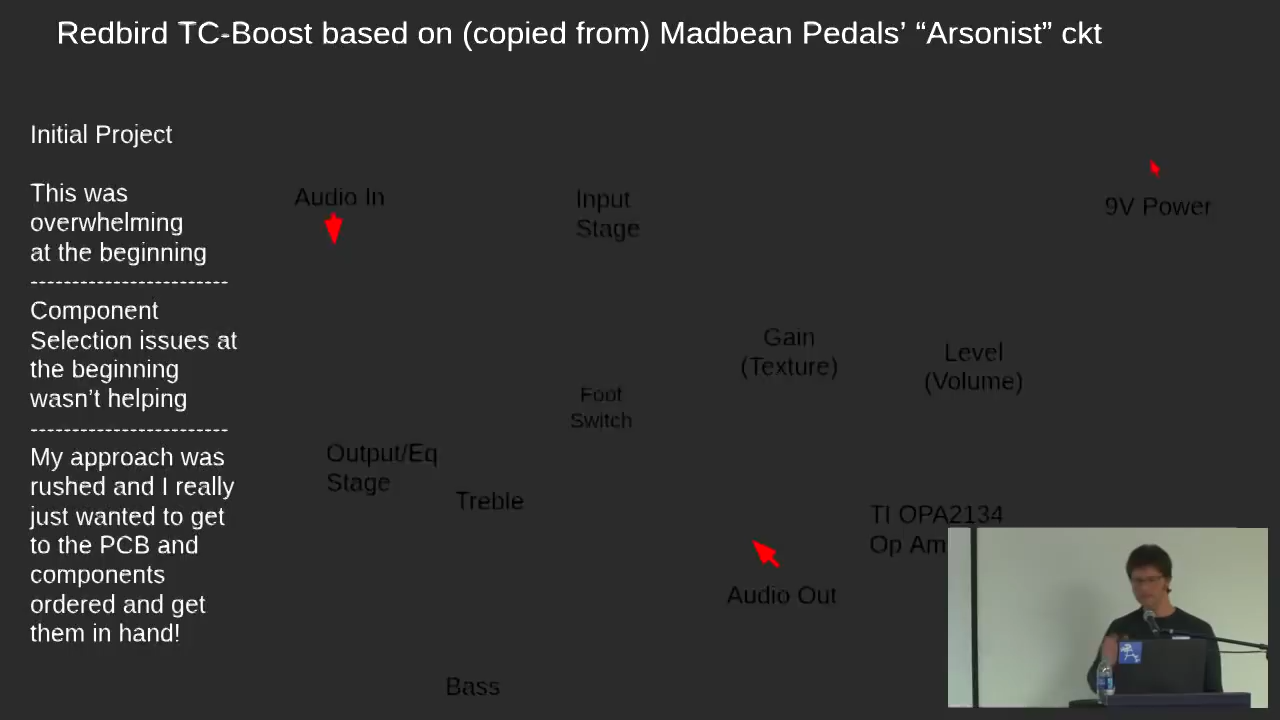 Redbird TC-Boost based on (copied from) Madbean Pedals’ “Arsonist” ckt
Initial Project
This was
overwhelming
at the beginning
------------------------
Component
Selection issues at
the beginning
wasn’t helping
------------------------
My approach was
rushed and I really
just wanted to get
to the PCB and
components
ordered and get
them in hand!
Audio In
Input
Stage
9V Power
Gain
(Texture)
Level
(Volume)
Foot
Switch
Output/Eq
Stage
Treble
TI OPA2134
Op Am
Audio Out
Bass